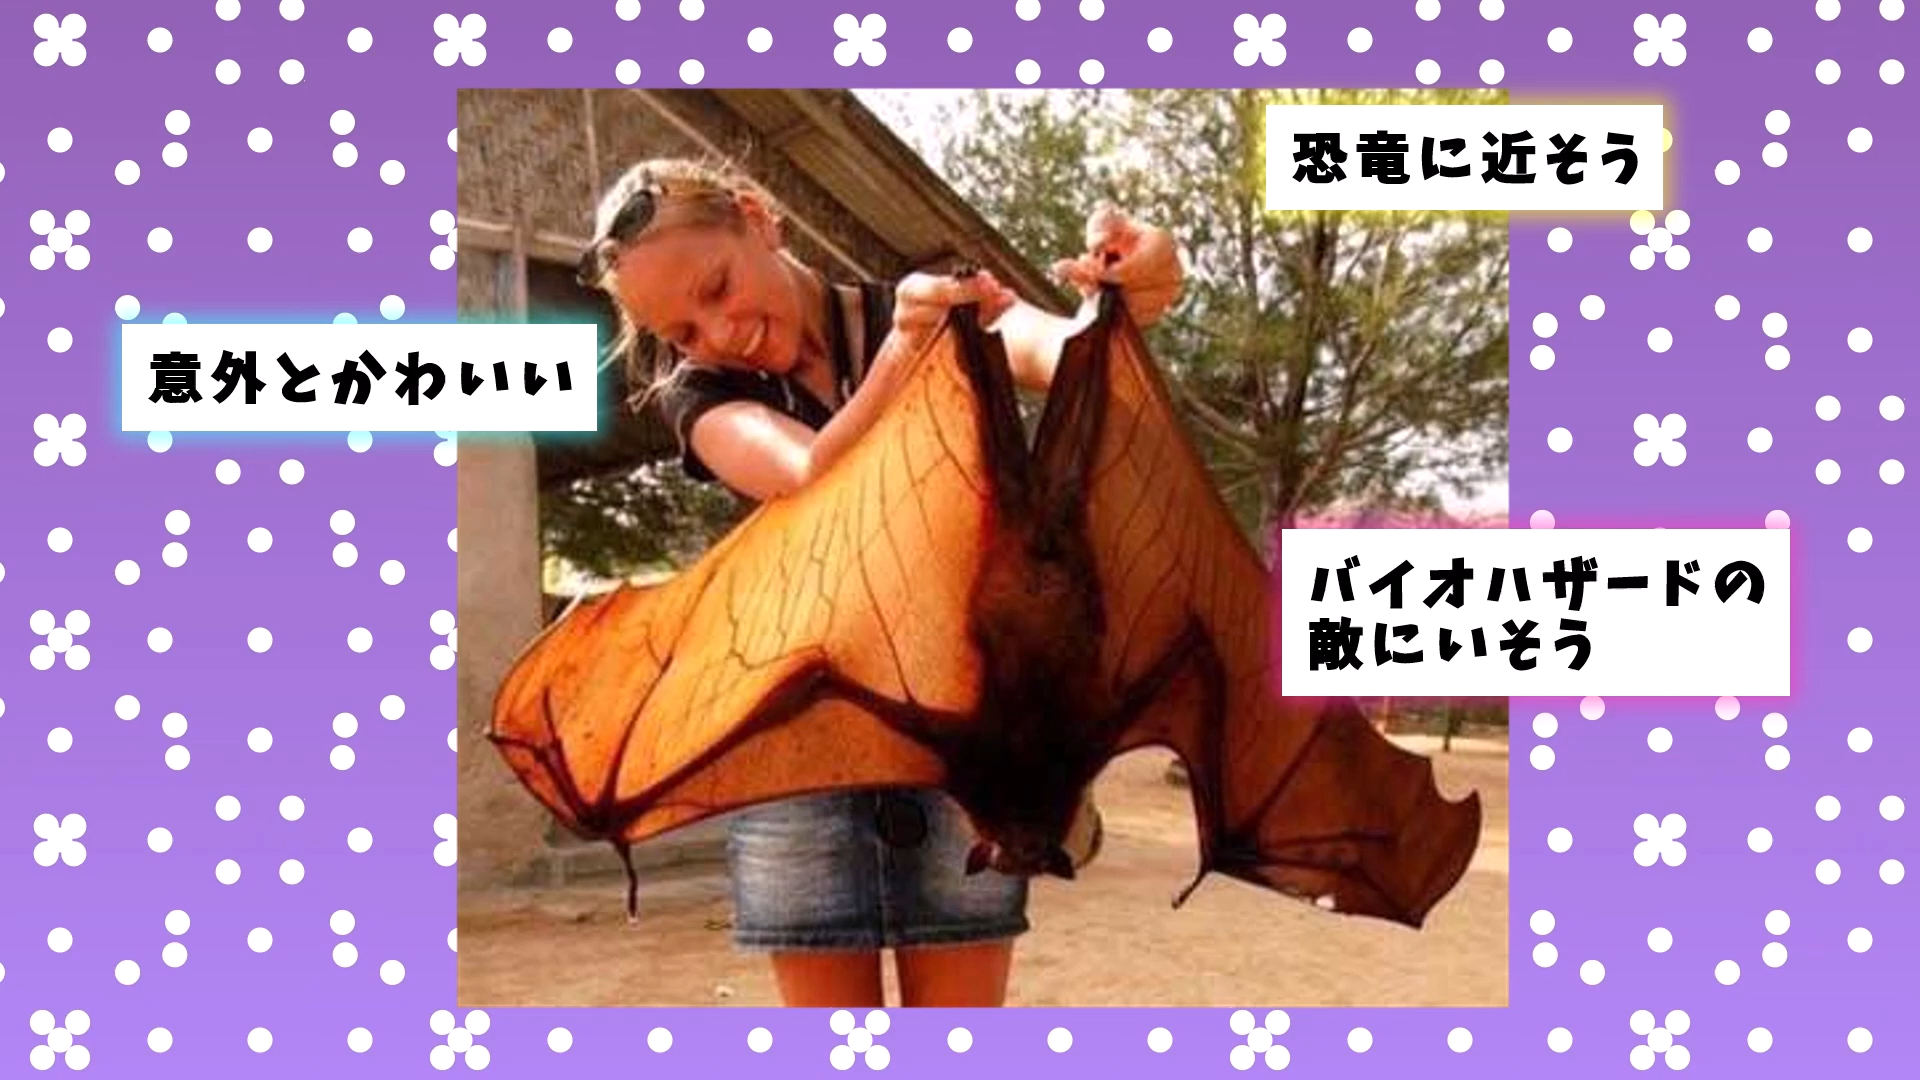 恐竜に近そう
意外とかわいい
バイオハザードの
敵にいそう